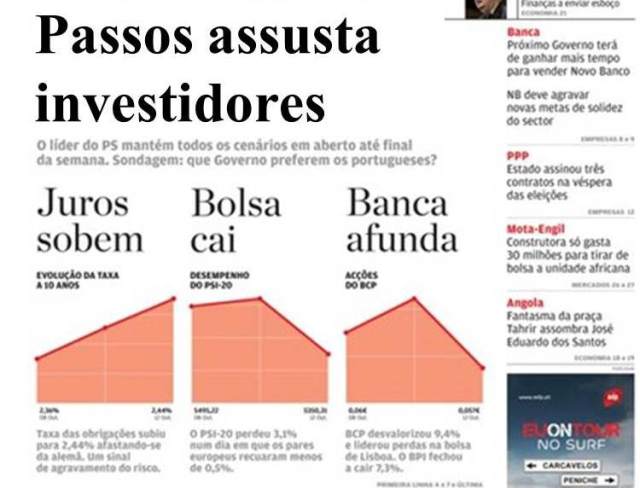 Passos assusta
investidores
O líder do PS mantém todos os cenários em aberto até final
da semana. Sondagem: que Governo preferem os portugueses?
Juros
sobem
EVOLUÇÃO DA TAXA
A 10 ANOS
2,36%
2,44%
Taxa das obrigações subiu
para 2,44% afastando-se
da alemã. Um sinal
de agravamento do risco.
Bolsa
cai
DESEMPENHO
DO PSI-20
O PSI-20 perdeu 3,1%
num dia em que os pares
europeus recuaram menos
de 0,5%.
Banca
afunda
ACÇÕES
DO BCP
0,06€
0,057€
BCP desvalorizou 9,4%
e liderou perdas na bolsa
de Lisboa. O BPI fechou
a cair 7,3%.
PRIMEIRA LINHA 4 a 7 e ÚLTIMA
Finanças a enviar esboço
ECONOMIA 21
Banca
Próximo Governo terá
de ganhar mais tempo
para vender Novo Banco
NB deve agravar
novas metas de solidez
do sector
EMPRESAS 8 e 9
PPP
Estado assinou três
contratos na véspera
das eleições
EMPRESAS 12
Mota-Engil
Construtora só gasta
30 milhões para tirar de
bolsa a unidade africana
MERCADOS 26 e 27
Angola
Fantasma da praça
Tahrir assombra José
Eduardo dos Santos
ECONOMIA 18 e 19
EUONTOUR
NO SURF
CARCAVELOS
PENICHE